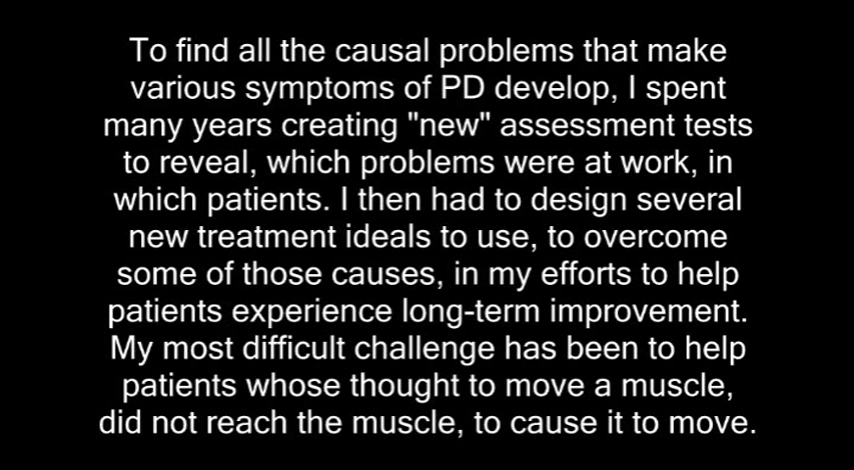 To find all the causal problems that make
various symptoms of PD develop, I spent
many years creating "new" assessment tests
to reveal, which problems were at work, in
which patients. I then had to design several
new treatment ideals to use, to overcome
some of those causes, in my efforts to help
patients experience long-term improvement.
My most difficult challenge has been to help
patients whose thought to move a muscle,
did not reach the muscle, to cause it to move.